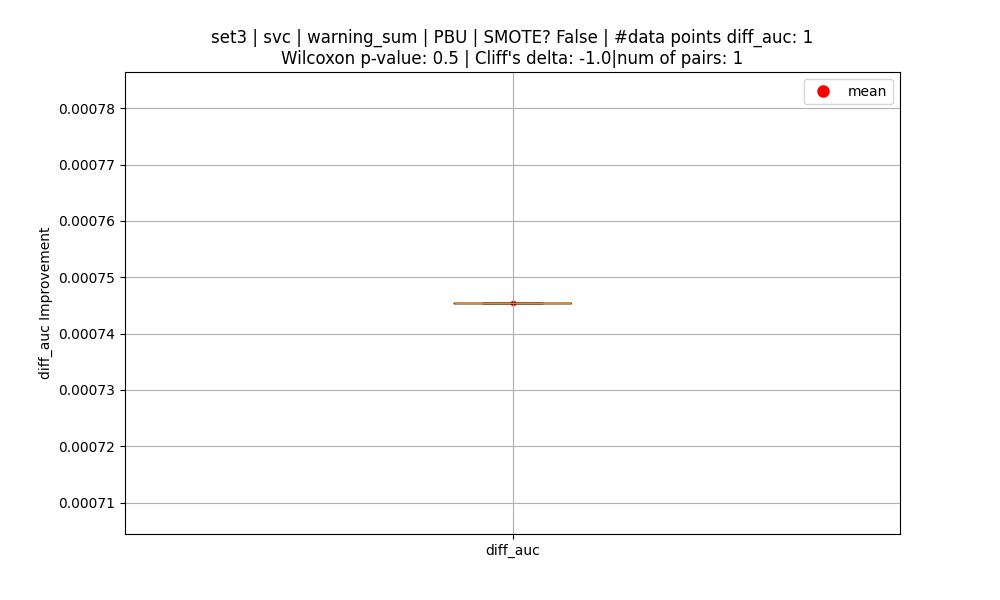 set3 | svc | warning_sum | PBU | SMOTE? False | #data points diff_auc: 1
Wilcoxon p-value: 0.5 | Cliff's delta: -1.0|num of pairs: 1
mean
0.00078
0.00077
0.00076
0.00075
0.00074
0.00073
0.00072
0.00071
diff_auc Improvement
diff_auc